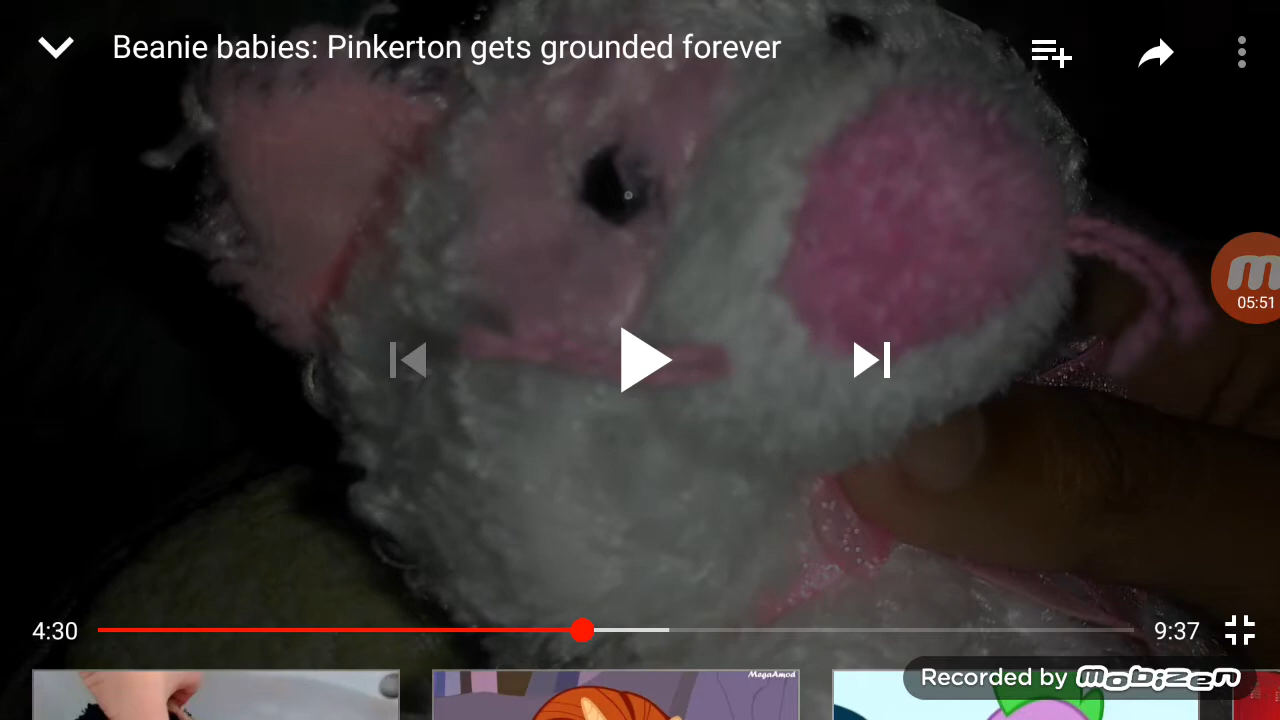 Beanie babies: Pinkerton gets grounded forever
05:51
4:30
9:37
MegaAmod
Recorded by mobizen